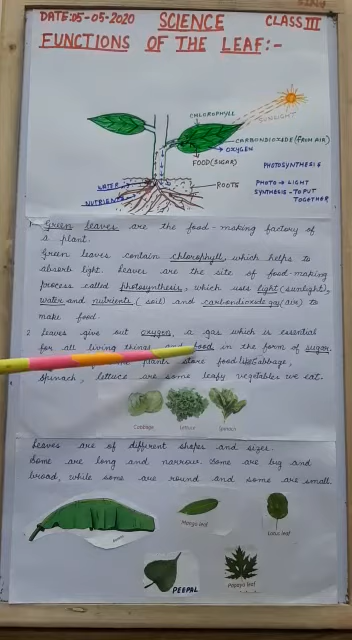 DATE:05-05-2020 SCIENCE CLASS III
FUNCTIONS OF THE LEAF:-
CHLOROPHYLL
SUNLIGHT
CARBONDIOXIDE (FROM AIR)
OXYGEN
FOOD (SUGAR)
PHOTOSYNTHESIS
WATER
ROOTS
PHOTO → LIGHT
NUTRIENTS
SYNTHESIS → TO PUT
TOGETHER
1. Green leaves are the food-making factory of
a plant.
Green leaves contain chlorophyll, which helps to
absorb light. Leaves are the site of food-making
process called photosynthesis, which uses light (sunlight),
water and nutrients (soil) and carbondioxide gas (air) to
make food.
2. Leaves give out oxygen, a gas which is essential
for all living things and food in the form of sugar.
plants store food like cabbage,
spinach, lettuce are some leafy vegetables we eat.
Cabbage Lettuce Spinach
Leaves are of different shapes and sizes.
Some are long and narrow. Some are big and
broad, while some are round and some are small.
Mango leaf
Lotus leaf
PEEPAL
Papaya leaf